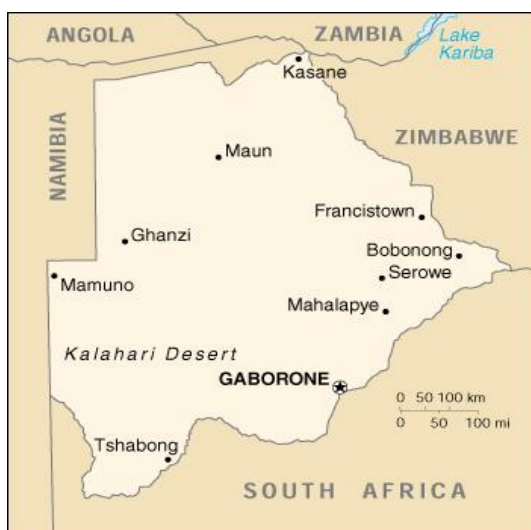 ANGOLA
ZAMBIA
Lake
Kariba
Kasane
NAMIBIA
ZIMBABWE
Maun
Francistown
Ghanzi
Bobonong
Serowe
Mamuno
Mahalapye
Kalahari Desert
GABORONE
0 50 100 km
0 50 100 mi
Tshabong
SOUTH AFRICA